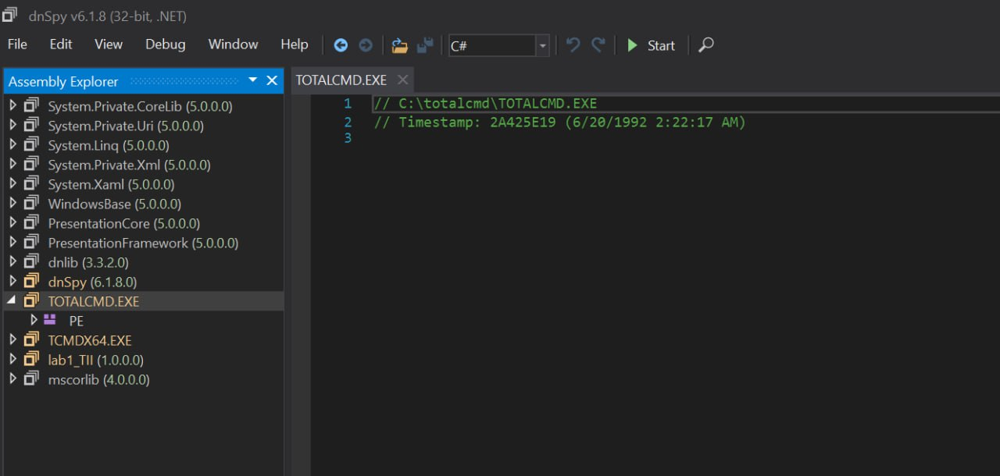 dnSpy v6.1.8 (32-bit, .NET)
File Edit View Debug Window Help C# Start
Assembly Explorer
System.Private.CoreLib (5.0.0.0)
System.Private.Uri (5.0.0.0)
System.Linq (5.0.0.0)
System.Private.Xml (5.0.0.0)
System.Xaml (5.0.0.0)
WindowsBase (5.0.0.0)
PresentationCore (5.0.0.0)
PresentationFramework (5.0.0.0)
dnlib (3.3.2.0)
dnSpy (6.1.8.0)
TOTALCMD.EXE
PE
TCMDX64.EXE
lab1_TII (1.0.0.0)
mscorlib (4.0.0.0)
TOTALCMD.EXE
1 // C:\totalcmd\TOTALCMD.EXE
2 // Timestamp: 2A425E19 (6/20/1992 2:22:17 AM)
3